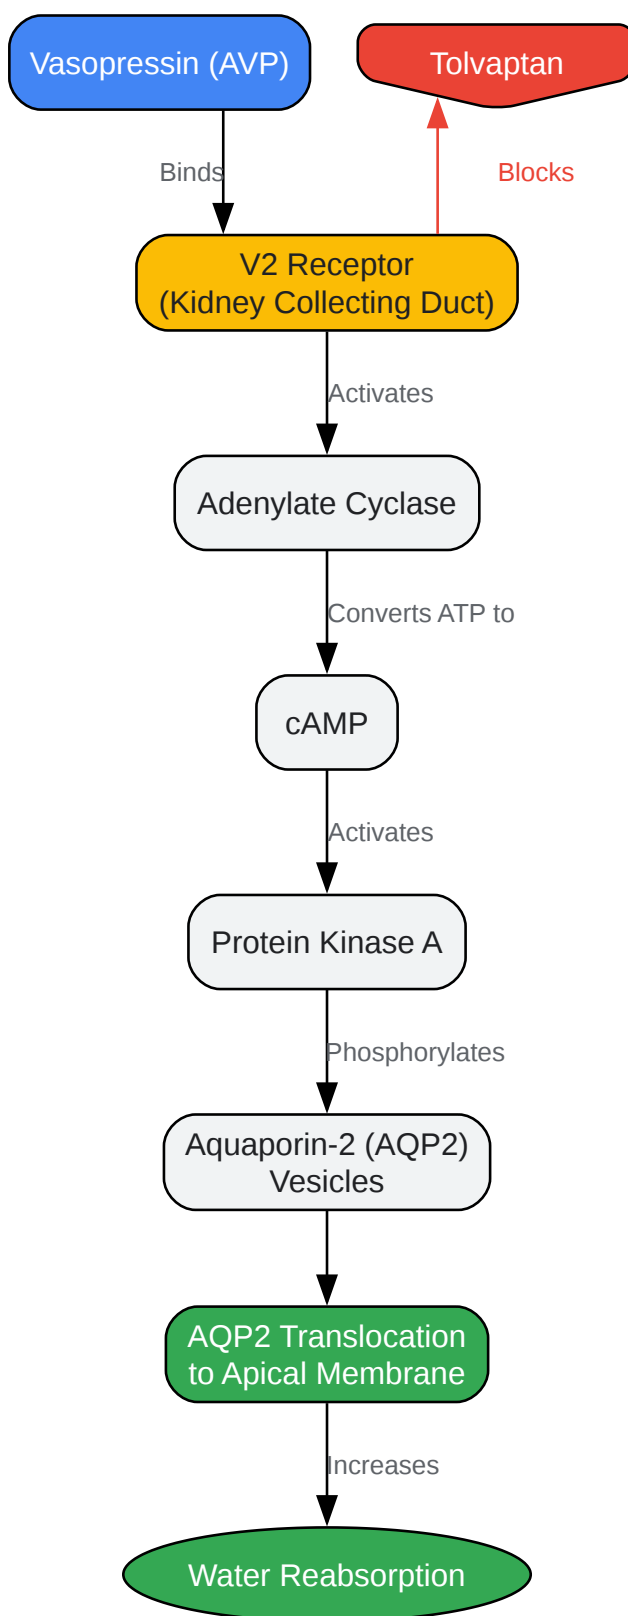 Vasopressin (AVP)
Tolvaptan
Binds
Blocks
V2 Receptor
(Kidney Collecting Duct)
Activates
Adenylate Cyclase
Converts ATP to
cAMP
Activates
Protein Kinase A
Phosphorylates
Aquaporin-2 (AQP2)
Vesicles
AQP2 Translocation
to Apical Membrane
Increases
Water Reabsorption